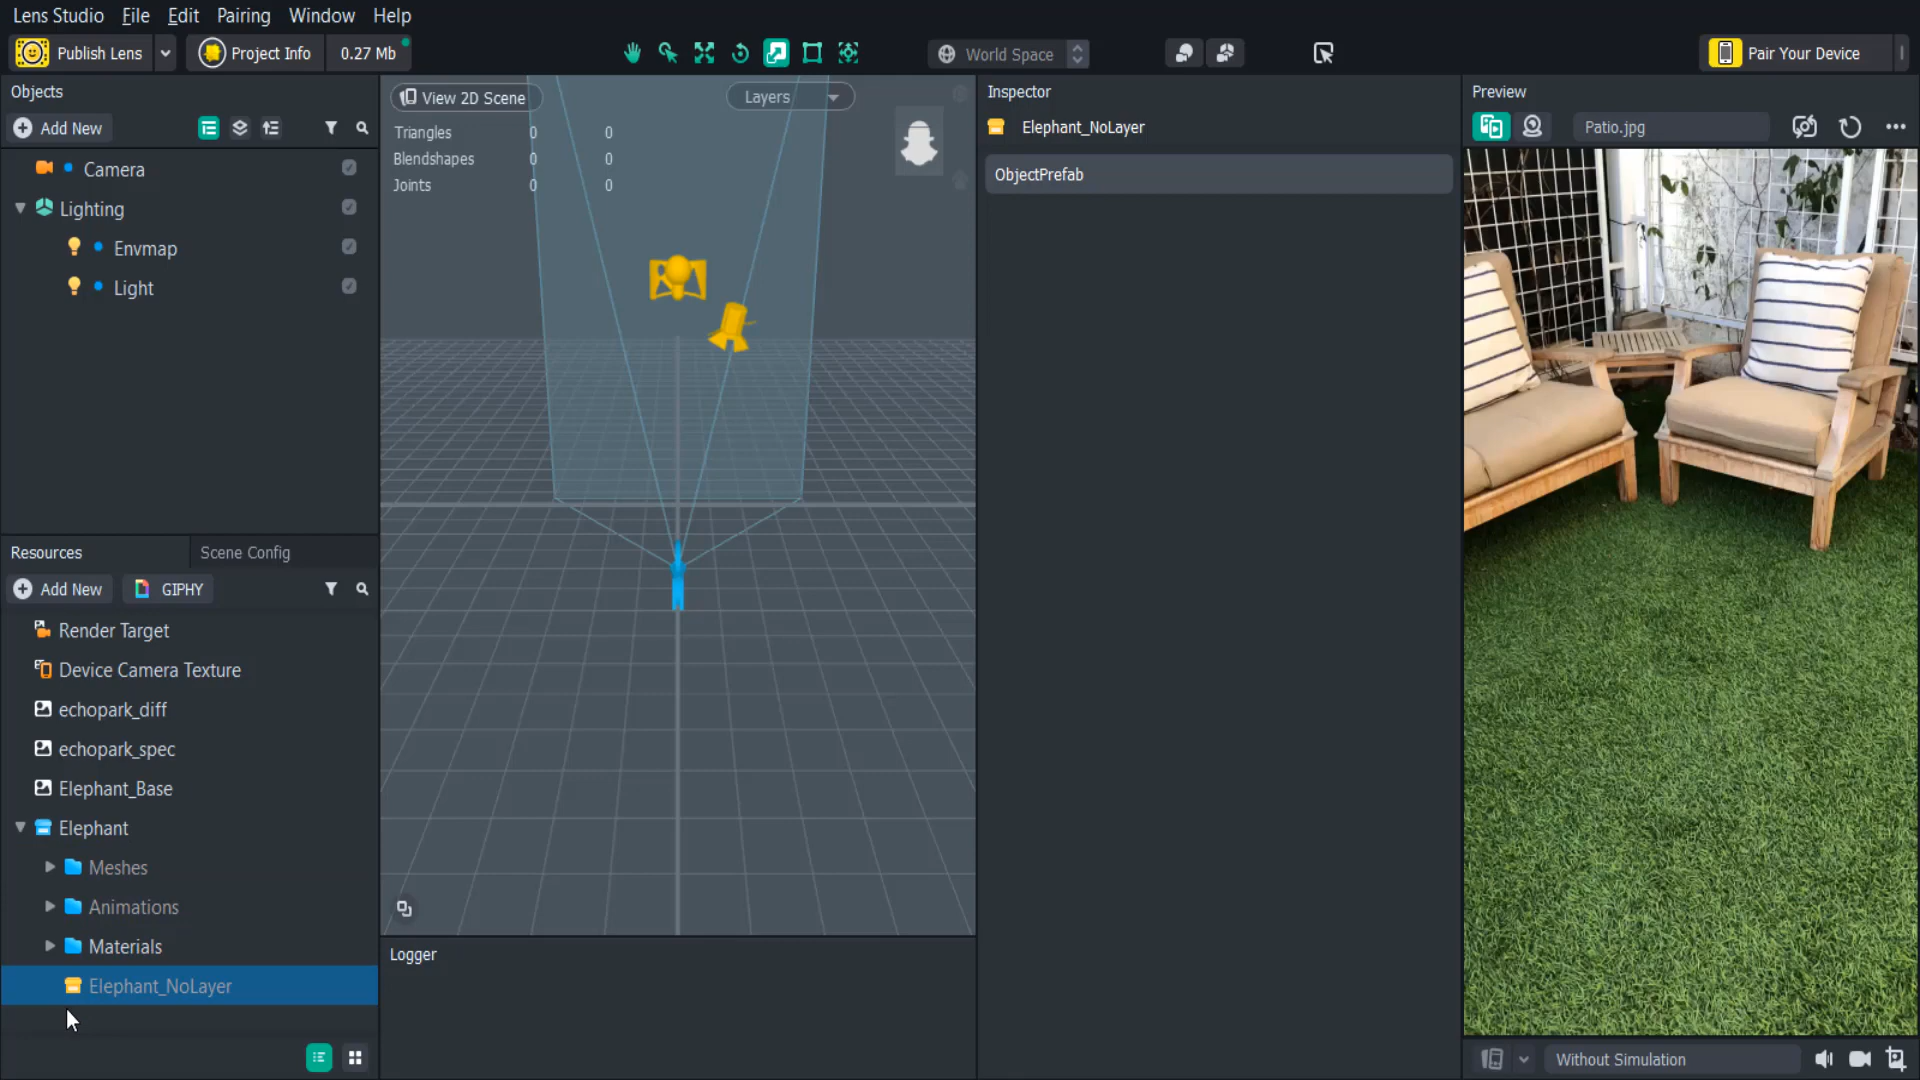 Lens Studio File Edit Pairing Window Help
Publish Lens Project Info 0.27 Mb World Space Pair Your Device
Objects
Add New
Camera
Lighting
Envmap
Light
Resources Scene Config
Add New GIPHY
Render Target
Device Camera Texture
echopark_diff
echopark_spec
Elephant_Base
Elephant
Meshes
Animations
Materials
Elephant_NoLayer
View 2D Scene Layers
Triangles 0 0
Blendshapes 0 0
Joints 0 0
Logger
Inspector
Elephant_NoLayer
ObjectPrefab
Preview
Patio.jpg
Without Simulation